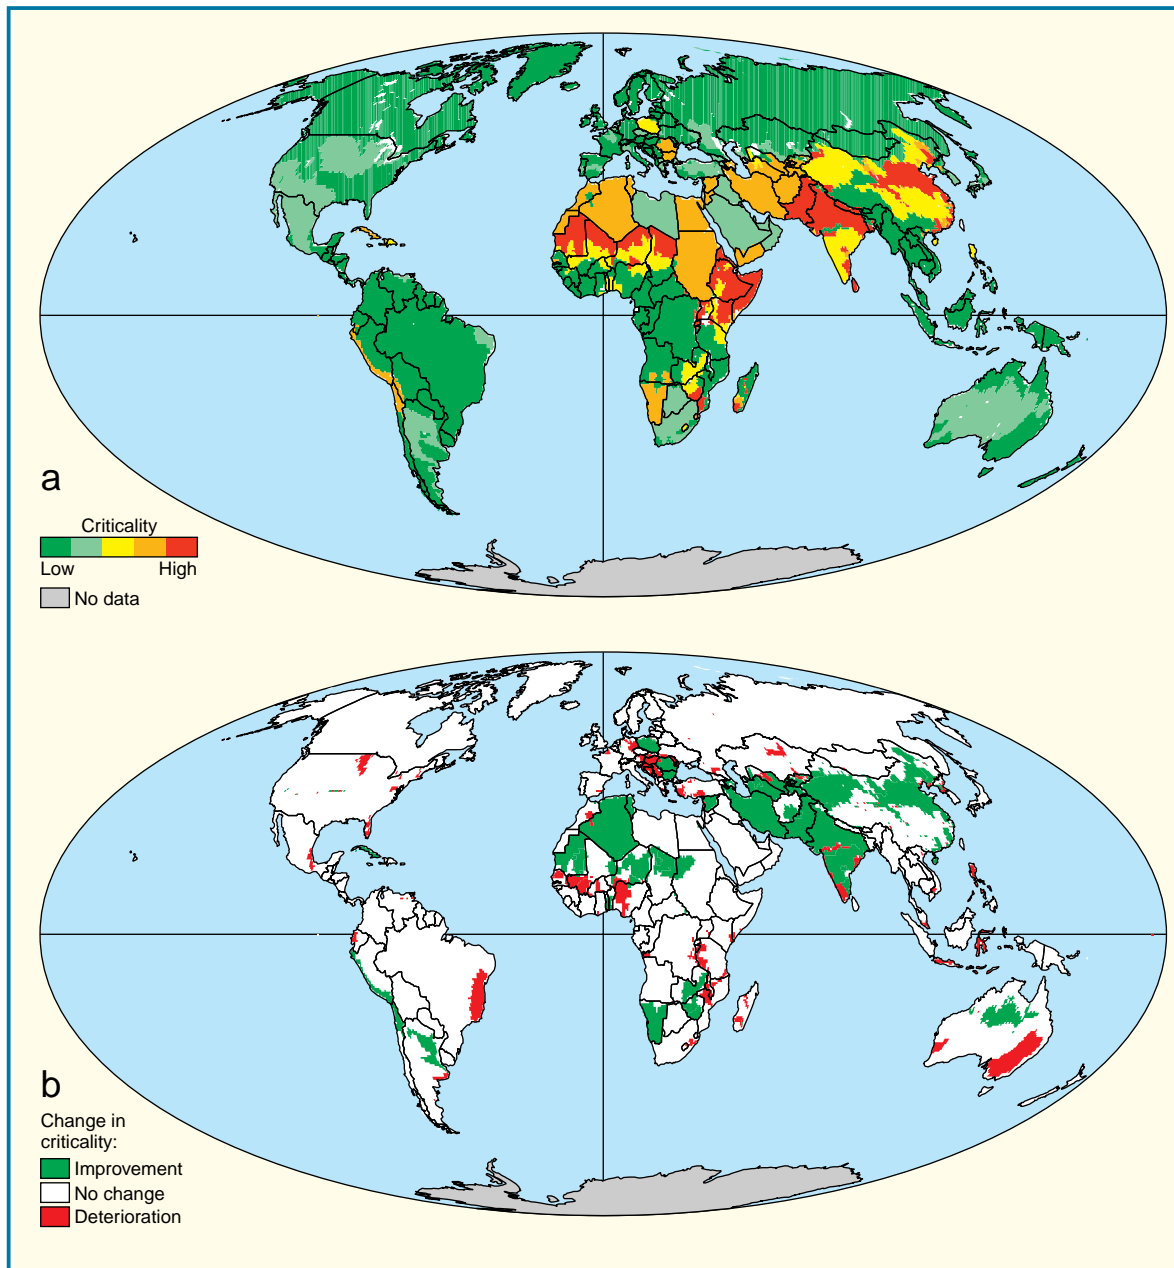 a
Criticality
Low High
No data
b
Change in
criticality:
Improvement
No change
Deterioration